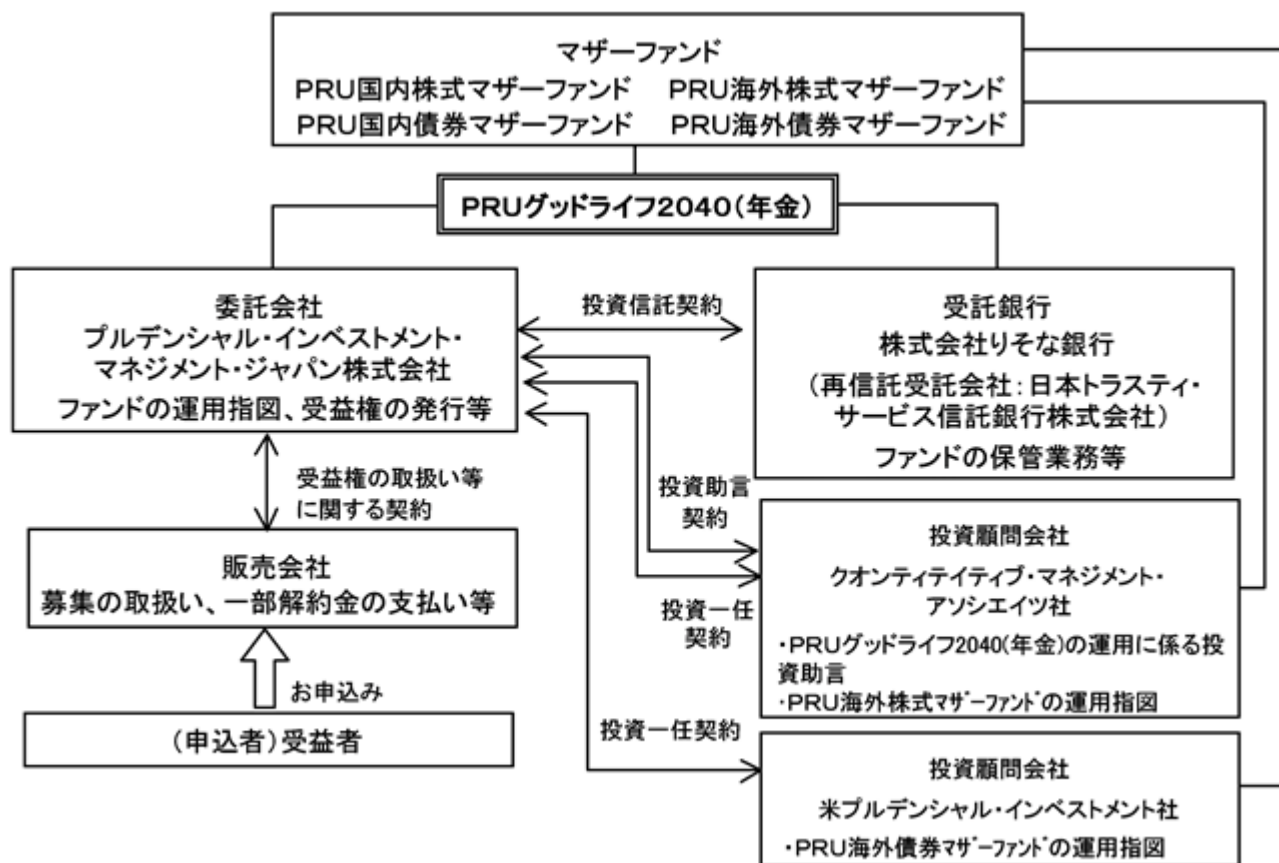 マザーファンド
PRU国内株式マザーファンド　PRU海外株式マザーファンド
PRU国内債券マザーファンド　PRU海外債券マザーファンド
PRUグッドライフ2040（年金）
委託会社
プルデンシャル・インベストメント・
マネジメント・ジャパン株式会社
ファンドの運用指図、受益権の発行等
投資信託契約
受託銀行
株式会社りそな銀行
（再信託受託会社：日本トラスティ・
サービス信託銀行株式会社）
ファンドの保管業務等
受益権の取扱い等
に関する契約
投資助言
契約
投資一任
契約
投資顧問会社
クオンティテイティブ・マネジメント・
アソシエイツ社
・PRUグッドライフ2040(年金)の運用に係る投
資助言
・PRU海外株式ﾏｻﾞｰﾌｧﾝﾄﾞの運用指図
販売会社
募集の取扱い、一部解約金の支払い等
お申込み
（申込者）受益者
投資一任契約
投資顧問会社
米プルデンシャル・インベストメント社
・PRU海外債券ﾏｻﾞｰﾌｧﾝﾄﾞの運用指図